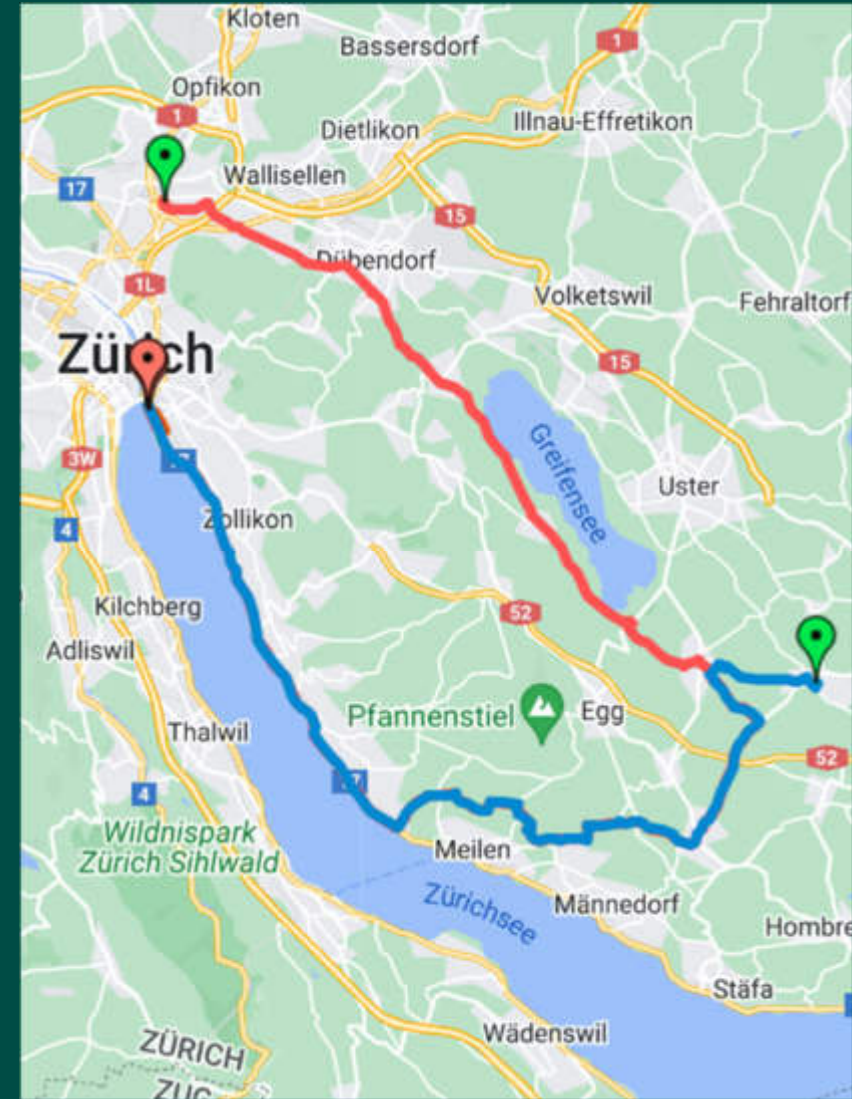 Kloten
Bassersdorf
1
Opfikon
1
Illnau-Effretikon
Dietlikon
Wallisellen
17
15
Dübendorf
1L
Volketswil
Fehraltorf
Zürich
15
3W
Greifensee
Uster
4
Zollikon
Kilchberg
52
Adliswil
Pfannenstiel
Egg
Thalwil
52
4
Wildnispark
Zürich Sihlwald
Meilen
Zürichsee
Männedorf
Hombre
Stäfa
Wädenswil
ZÜRICH
ZUG